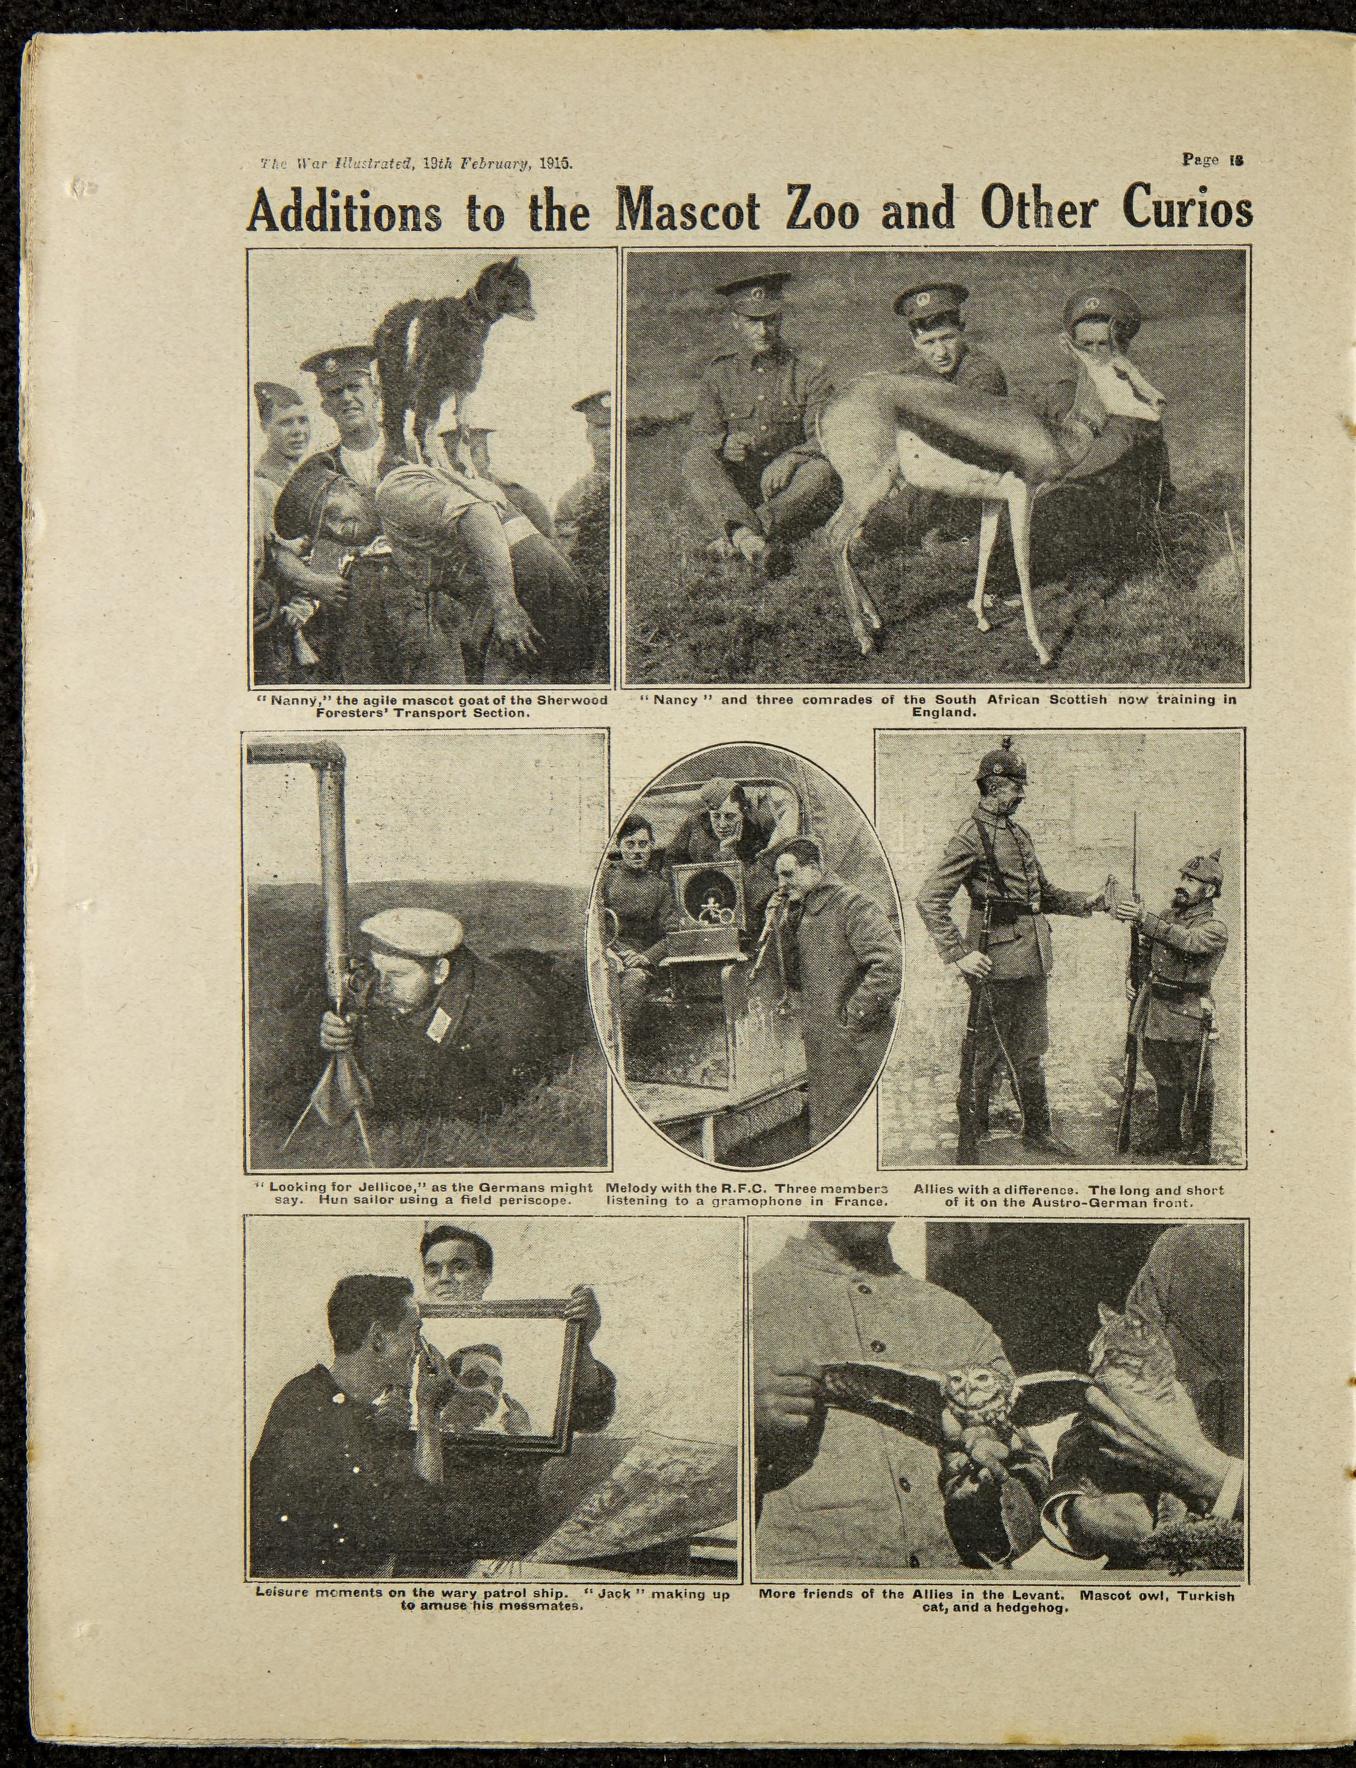 The War Illustrated, 19th February, 1916.
Page 18
Additions to the Mascot Zoo and Other Curios
“Nanny,” the agile mascot goat of the Sherwood
Foresters’ Transport Section.
“Nancy” and three comrades of the South African Scottish now training in
England.
“Looking for Jellicoe,” as the Germans might
say. Hun sailor using a field periscope.
Melody with the R.F.C. Three members
listening to a gramophone in France.
Allies with a difference. The long and short
of it on the Austro-German front.
Leisure moments on the wary patrol ship. “Jack” making up
to amuse his messmates.
More friends of the Allies in the Levant. Mascot owl, Turkish
cat, and a hedgehog.